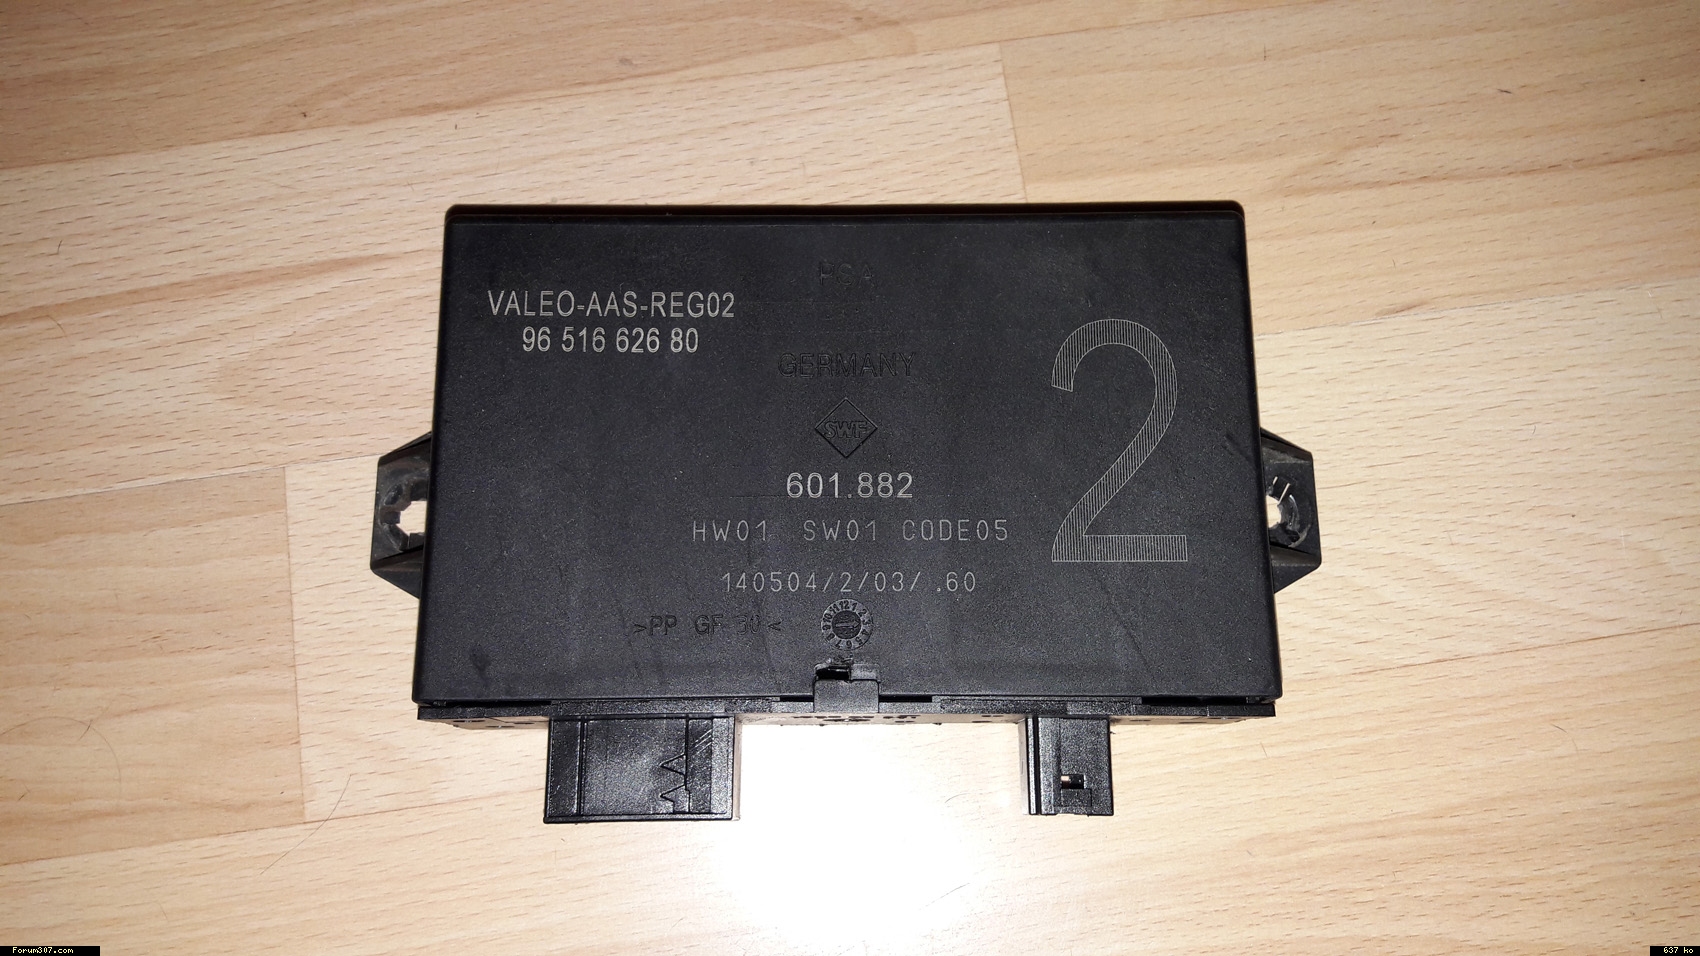 PSA
VALEO-AAS-REG02
96 516 626 80
GERMANY
SWF
601.882
2
HW01 SW01 CODE05
140504/2/03/ .60
>PP GF 30<
Forum307.com
637 ko